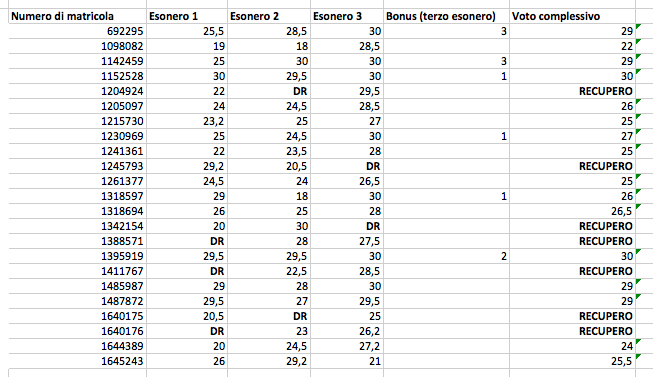 Numero di matricola Esonero 1 Esonero 2 Esonero 3 Bonus (terzo esonero) Voto complessivo
692295 25,5 28,5 30 3 29
1098082 19 18 28,5 22
1142459 25 30 30 3 29
1152528 30 29,5 30 1 30
1204924 22 DR 29,5 RECUPERO
1205097 24 24,5 28,5 26
1215730 23,2 25 27 25
1230969 25 24,5 30 1 27
1241361 22 23,5 28 25
1245793 29,2 20,5 DR RECUPERO
1261377 24,5 24 26,5 25
1318597 29 18 30 1 26
1318694 26 25 28 26,5
1342154 20 30 DR RECUPERO
1388571 DR 28 27,5 RECUPERO
1395919 29,5 29,5 30 2 30
1411767 DR 22,5 28,5 RECUPERO
1485987 29 28 30 29
1487872 29,5 27 29,5 29
1640175 20,5 DR 25 RECUPERO
1640176 DR 23 26,2 RECUPERO
1644389 20 24,5 27,2 24
1645243 26 29,2 21 25,5